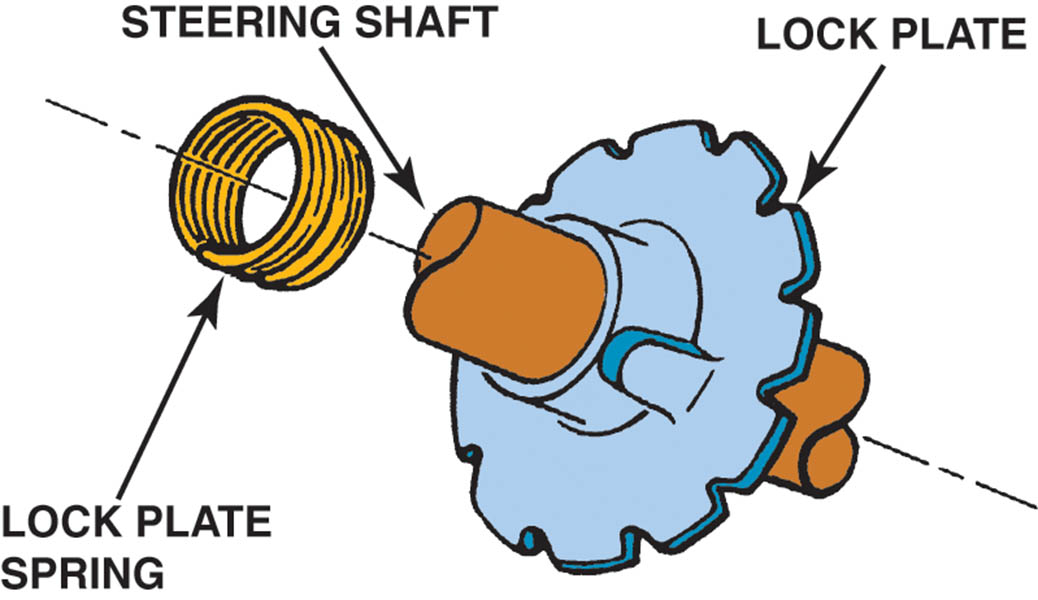 STEERING SHAFT
LOCK PLATE
LOCK PLATE
SPRING